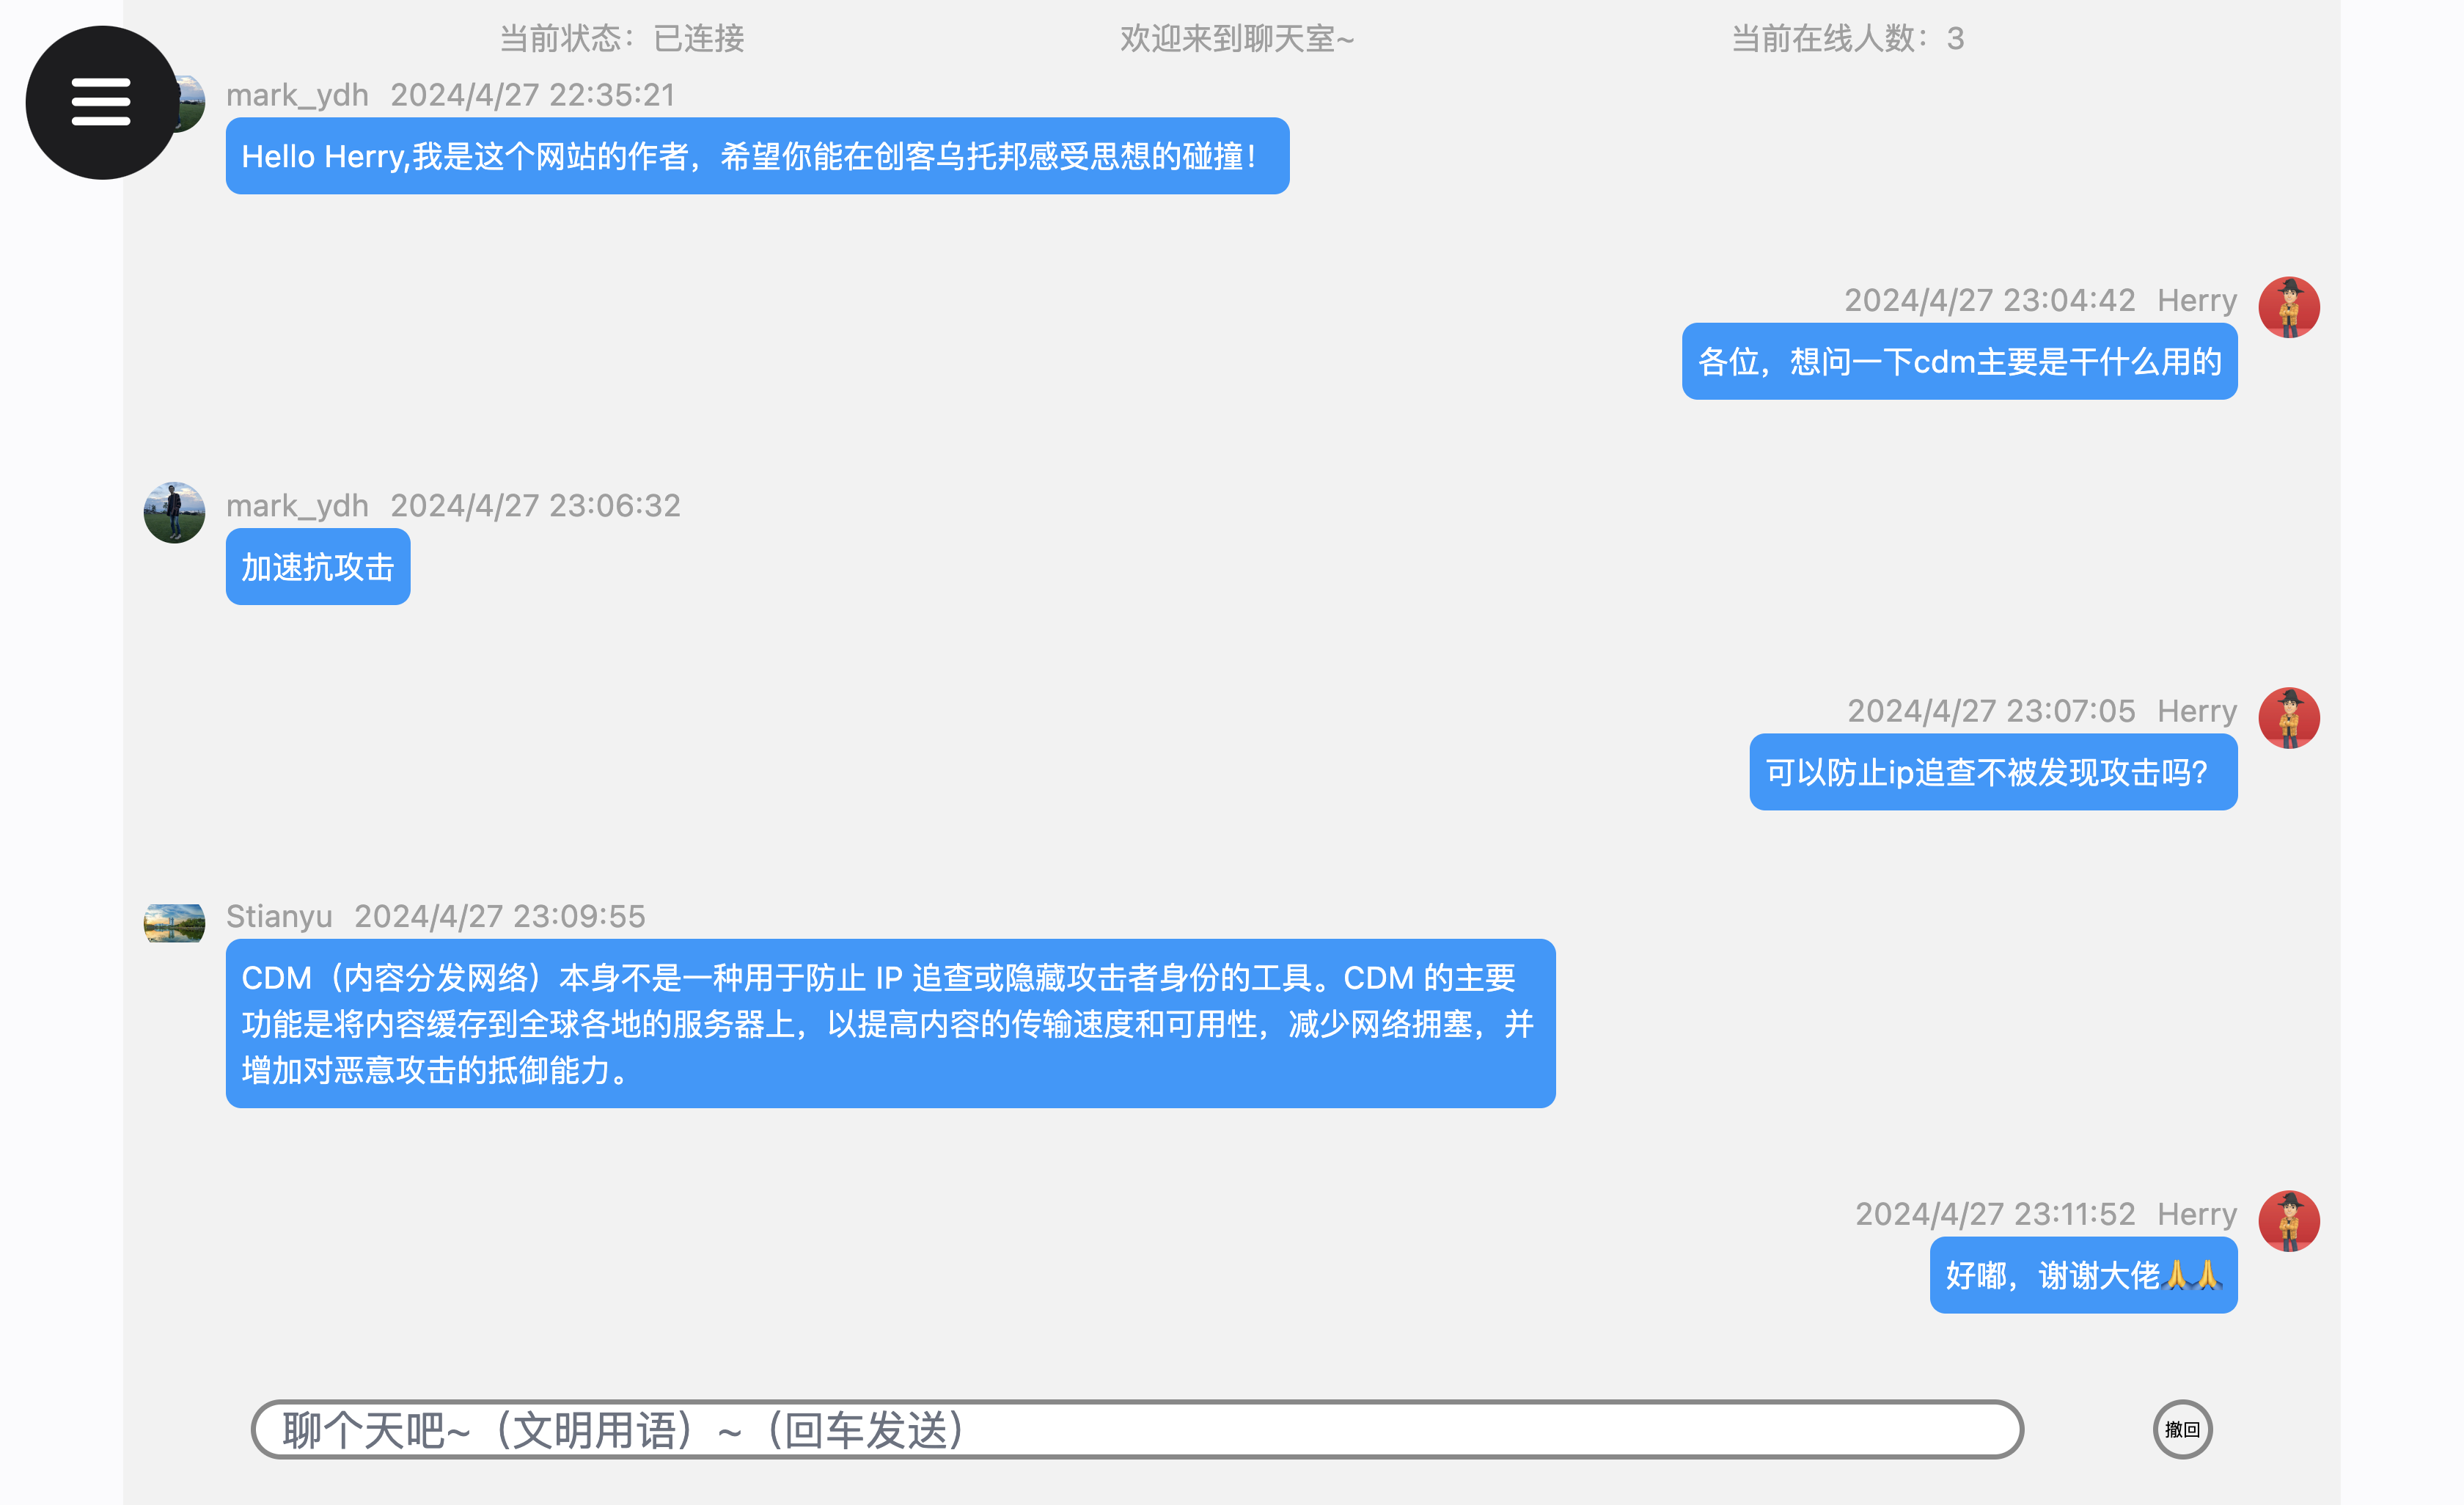 当前状态：已连接
欢迎来到聊天室~
当前在线人数：3
mark_ydh 2024/4/27 22:35:21
Hello Herry,我是这个网站的作者，希望你能在创客乌托邦感受思想的碰撞！
2024/4/27 23:04:42 Herry
各位，想问一下cdm主要是干什么用的
mark_ydh 2024/4/27 23:06:32
加速抗攻击
2024/4/27 23:07:05 Herry
可以防止ip追查不被发现攻击吗？
Stianyu 2024/4/27 23:09:55
CDM（内容分发网络）本身不是一种用于防止 IP 追查或隐藏攻击者身份的工具。CDM 的主要
功能是将内容缓存到全球各地的服务器上，以提高内容的传输速度和可用性，减少网络拥塞，并
增加对恶意攻击的抵御能力。
2024/4/27 23:11:52 Herry
好嘟，谢谢大佬🙏🙏
聊个天吧~（文明用语）~（回车发送）
撤回